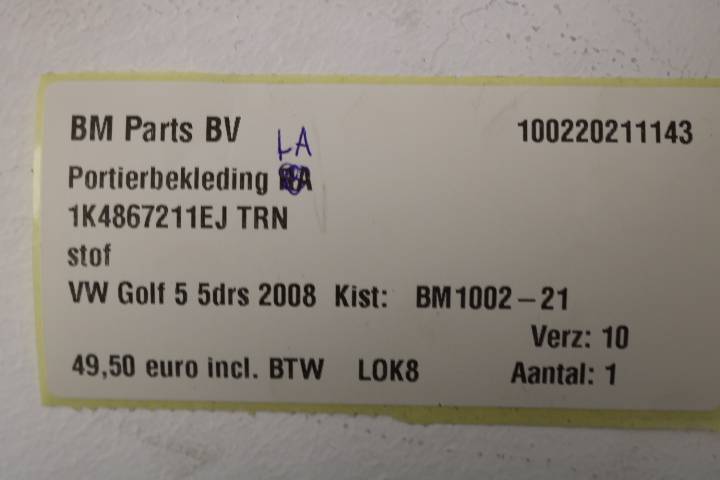 BM Parts BV 100220211143
LA
Portierbekleding
1K4867211EJ TRN
stof
VW Golf 5 5drs 2008 Kist: BM1002-21
Verz: 10
49,50 euro incl. BTW LOK8 Aantal: 1